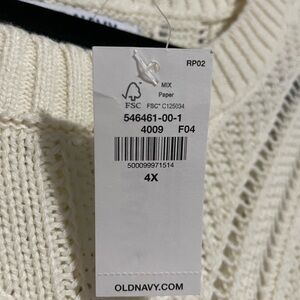 RP02
MIX
Paper
FSC
FSC® C125034
546461-00-1
4009 F04
500099971514
4X
OLDNAVY.COM